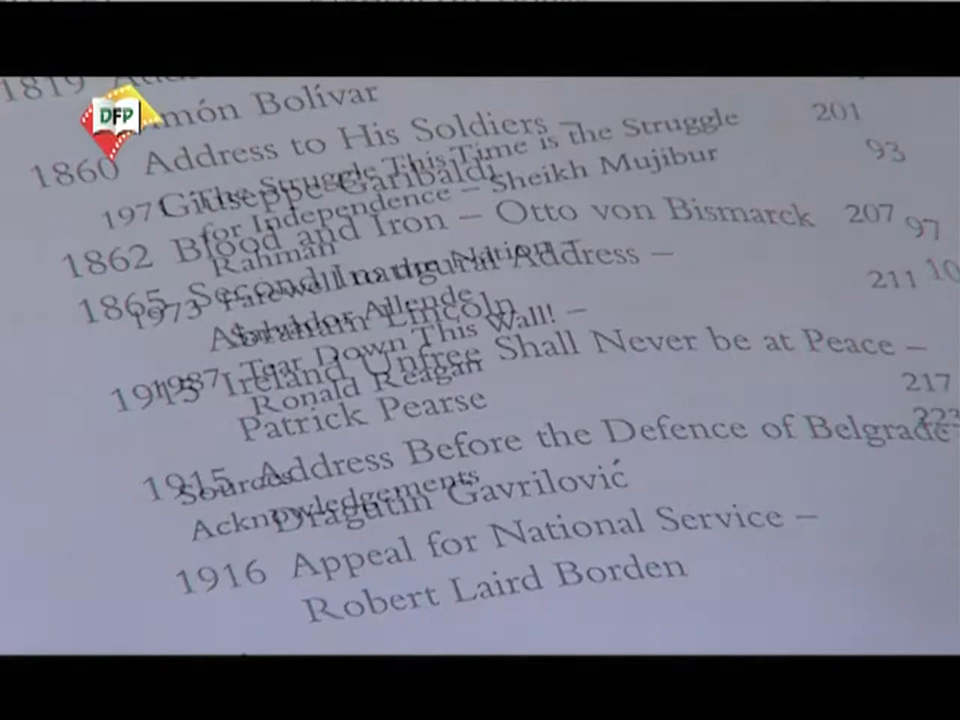 1819
DFP
món Bolívar
1860 Address to His Soldiers –
Giuseppe Garibaldi
201
The Struggle This Time is the Struggle
93
for Independence – Sheikh Mujibur
Rahman
1862 Blood and Iron – Otto von Bismarck
207
97
1865 Second Inaugural Address –
1973 Farewell
211
10
Abraham Lincoln
Salvador Allende
1987 Tear Down This Wall! –
Ronald Reagan
217
Ireland Unfree Shall Never be at Peace –
Patrick Pearse
223
1915 Address Before the Defence of Belgrade –
Dragutin Gavrilović
Sources
Acknowledgements
1916 Appeal for National Service –
Robert Laird Borden